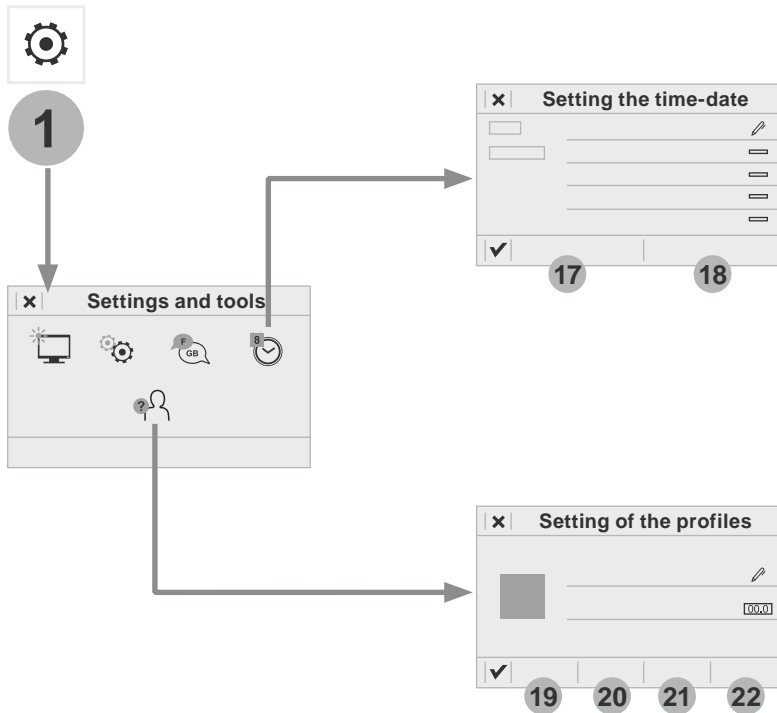 1
Setting the time-date
17
18
Settings and tools
F
GB
8
?
Setting of the profiles
00.0
19
20
21
22